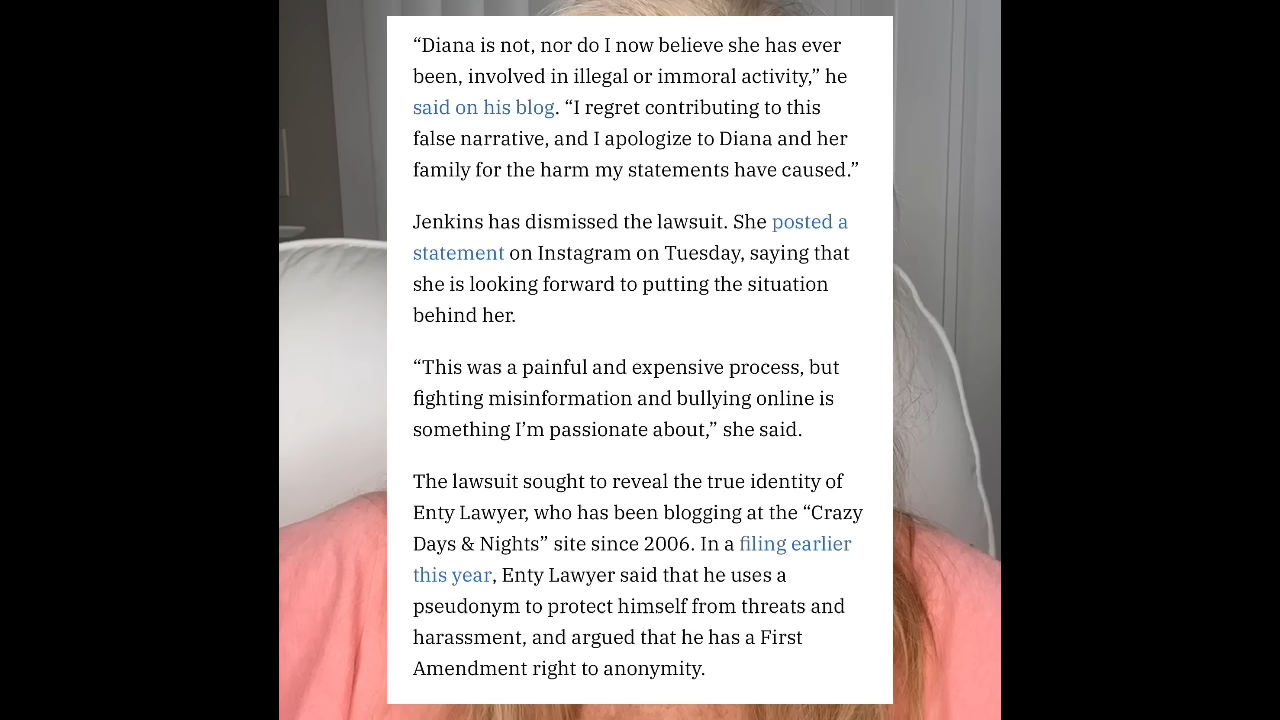 “Diana is not, nor do I now believe she has ever
been, involved in illegal or immoral activity,” he
said on his blog. “I regret contributing to this
false narrative, and I apologize to Diana and her
family for the harm my statements have caused.”
Jenkins has dismissed the lawsuit. She posted a
statement on Instagram on Tuesday, saying that
she is looking forward to putting the situation
behind her.
“This was a painful and expensive process, but
fighting misinformation and bullying online is
something I’m passionate about,” she said.
The lawsuit sought to reveal the true identity of
Enty Lawyer, who has been blogging at the “Crazy
Days & Nights” site since 2006. In a filing earlier
this year, Enty Lawyer said that he uses a
pseudonym to protect himself from threats and
harassment, and argued that he has a First
Amendment right to anonymity.